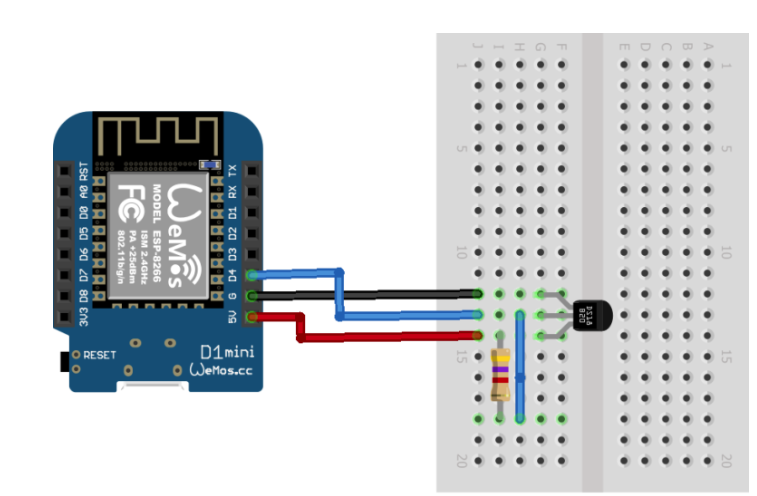 J I H G F E D C B A
1 1
5 5
10 10
15 15
20 20
RST
A0
D0
D5
D6
D7
D8
3V3
TX
RX
D1
D2
D3
D4
G
5V
WeMos
MODEL ESP-8266
ISM 2.4GHz
PA +25dBm
802.11b/g/n
FC
RESET
D1mini
WeMos.cc